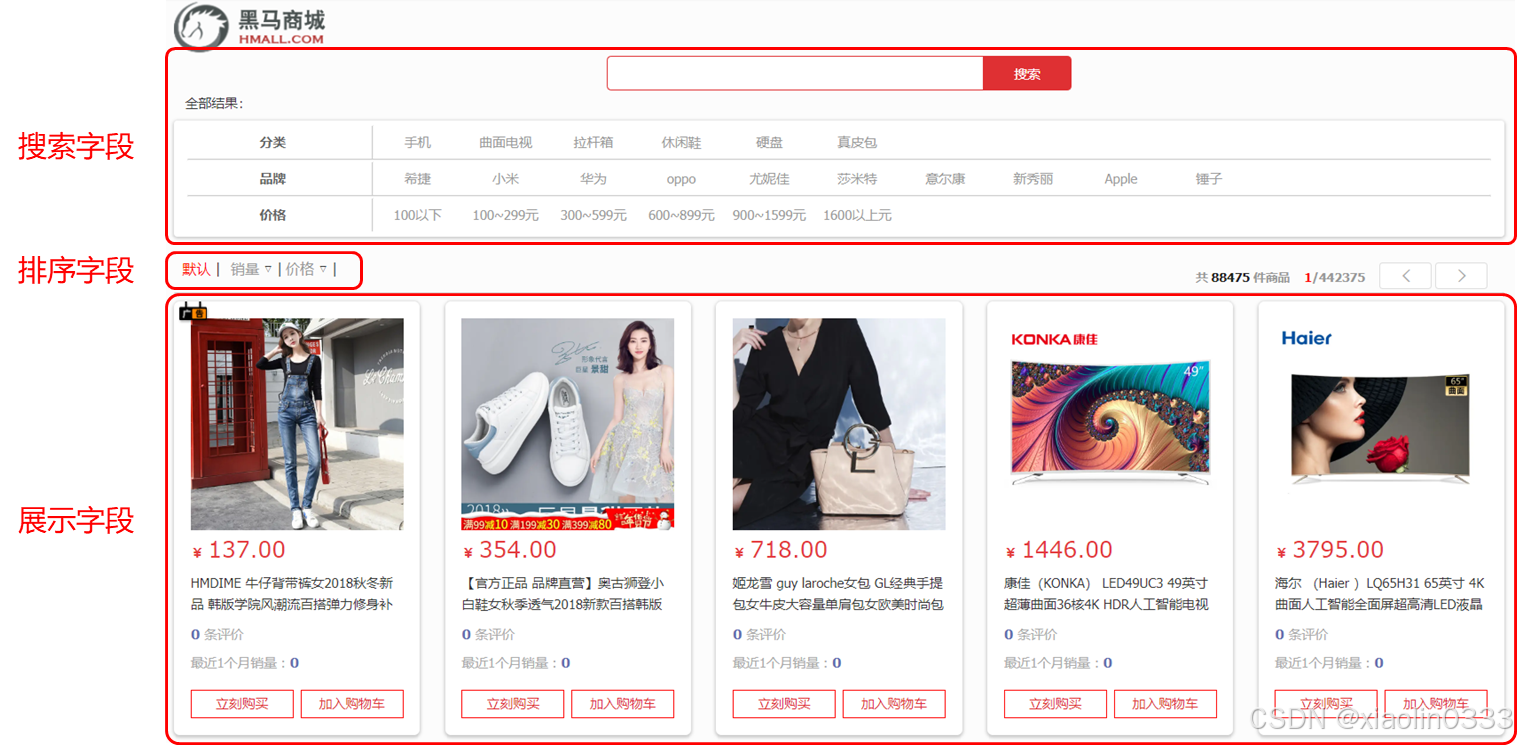 黑马商城
HMALL.COM
搜索
全部结果：
搜索字段
分类 手机 曲面电视 拉杆箱 休闲鞋 硬盘 真皮包
品牌 希捷 小米 华为 oppo 尤妮佳 莎米特 意尔康 新秀丽 Apple 锤子
价格 100以下 100~299元 300~599元 600~899元 900~1599元 1600以上元
排序字段
默认 | 销量 ▿ | 价格 ▿ |
共 88475 件商品 1/442375
展示字段
广告
形象代言
巨星 景甜
2018
满99减10 满199减30 满399减80
年货节
KONKA 康佳
49”
Haier
65”
曲面
¥ 137.00
HMDIME 牛仔背带裤女2018秋冬新
品 韩版学院风潮流百搭弹力修身补
0 条评价
最近1个月销量：0
立刻购买 加入购物车
¥ 354.00
【官方正品 品牌直营】奥古狮登小
白鞋女秋季透气2018新款百搭韩版
0 条评价
最近1个月销量：0
立刻购买 加入购物车
¥ 718.00
姬龙雪 guy laroche女包 GL经典手提
包女牛皮大容量单肩包女欧美时尚包
0 条评价
最近1个月销量：0
立刻购买 加入购物车
¥ 1446.00
康佳（KONKA） LED49UC3 49英寸
超薄曲面36核4K HDR人工智能电视
0 条评价
最近1个月销量：0
立刻购买 加入购物车
¥ 3795.00
海尔 （Haier ）LQ65H31 65英寸 4K
曲面人工智能全面屏超高清LED液晶
0 条评价
最近1个月销量：0
立刻购买 加入购物车
CSDN @xiaolin0333